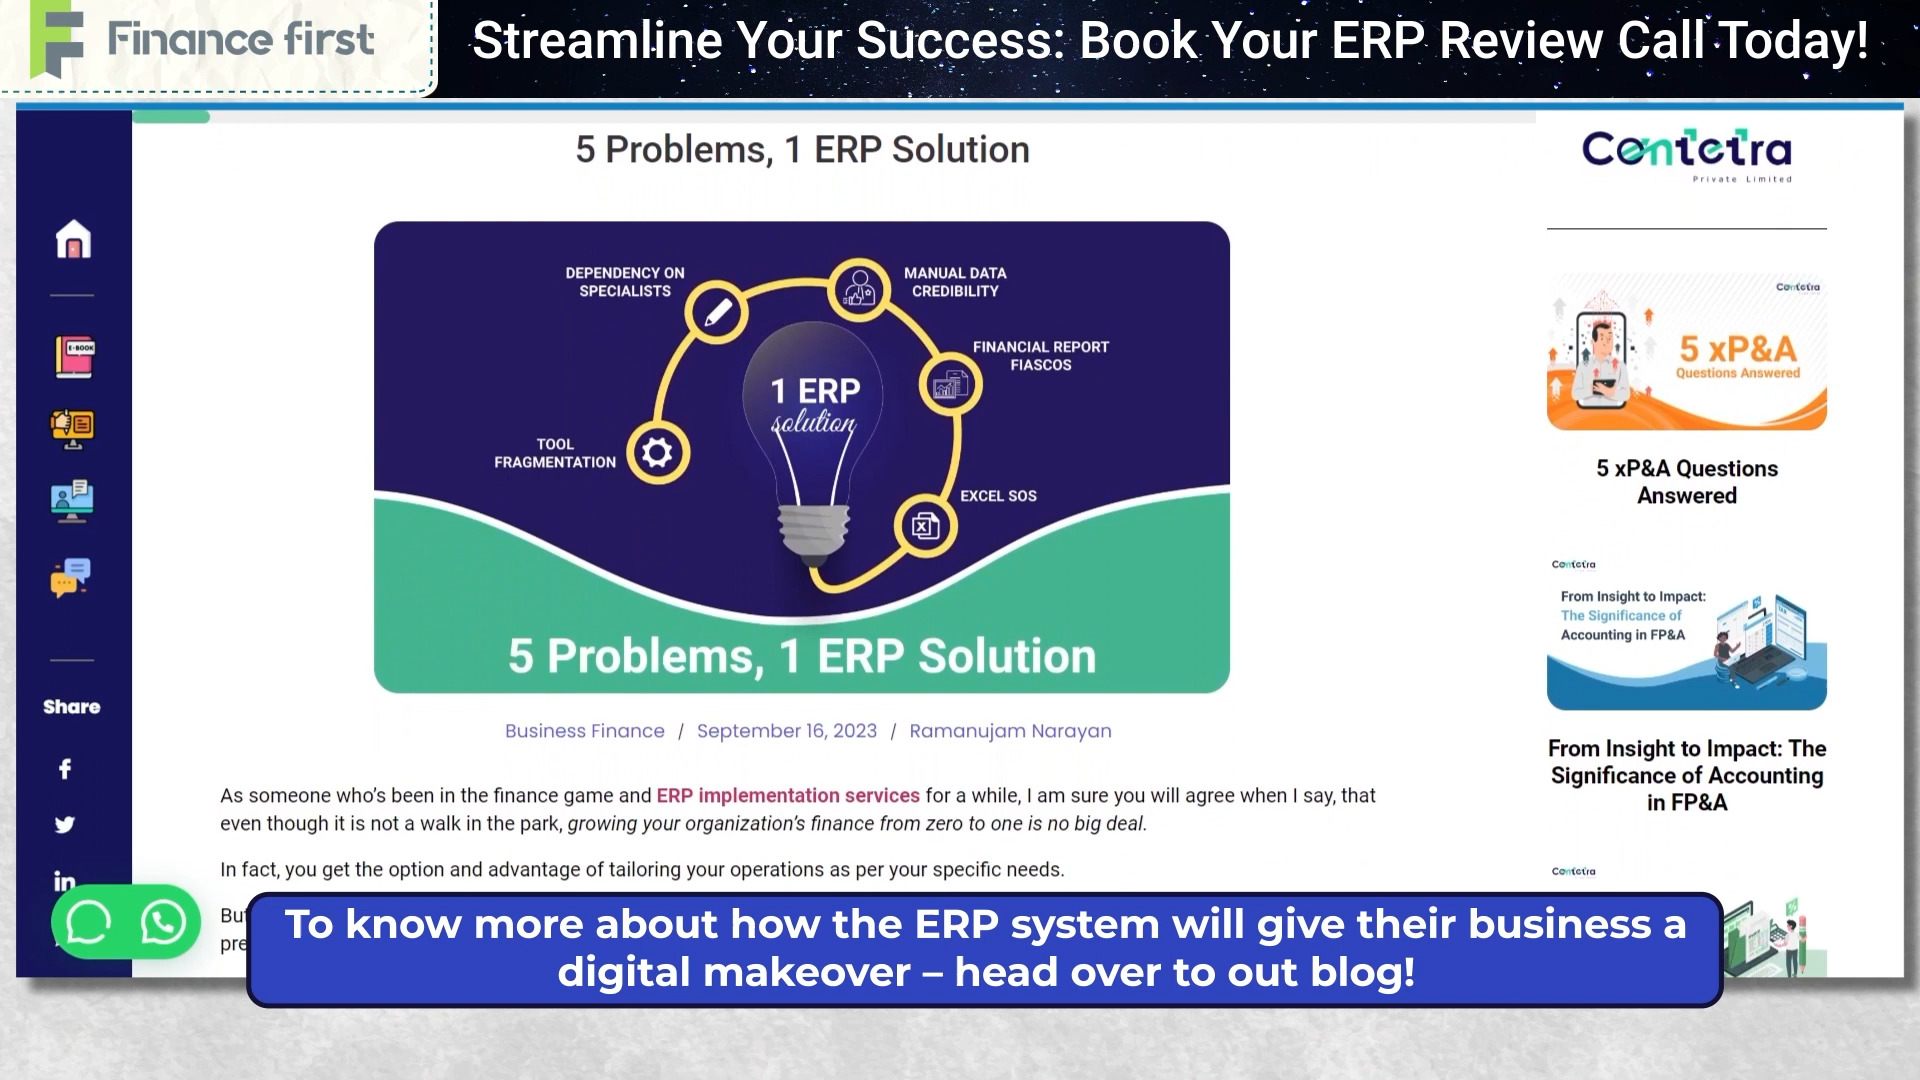 Finance first
Streamline Your Success: Book Your ERP Review Call Today!
5 Problems, 1 ERP Solution
DEPENDENCY ON
SPECIALISTS
MANUAL DATA
CREDIBILITY
FINANCIAL REPORT
FIASCOS
1 ERP
solution
TOOL
FRAGMENTATION
EXCEL SOS
5 Problems, 1 ERP Solution
Business Finance / September 16, 2023 / Ramanujam Narayan
As someone who's been in the finance game and ERP implementation services for a while, I am sure you will agree when I say, that
even though it is not a walk in the park, growing your organization's finance from zero to one is no big deal.
In fact, you get the option and advantage of tailoring your operations as per your specific needs.
To know more about how the ERP system will give their business a
digital makeover – head over to out blog!
E-BOOK
Share
Contetra
Private Limited
Contetra
5 xP&A
Questions Answered
5 xP&A Questions
Answered
Contetra
From Insight to Impact:
The Significance of
Accounting in FP&A
From Insight to Impact: The
Significance of Accounting
in FP&A
Contetra